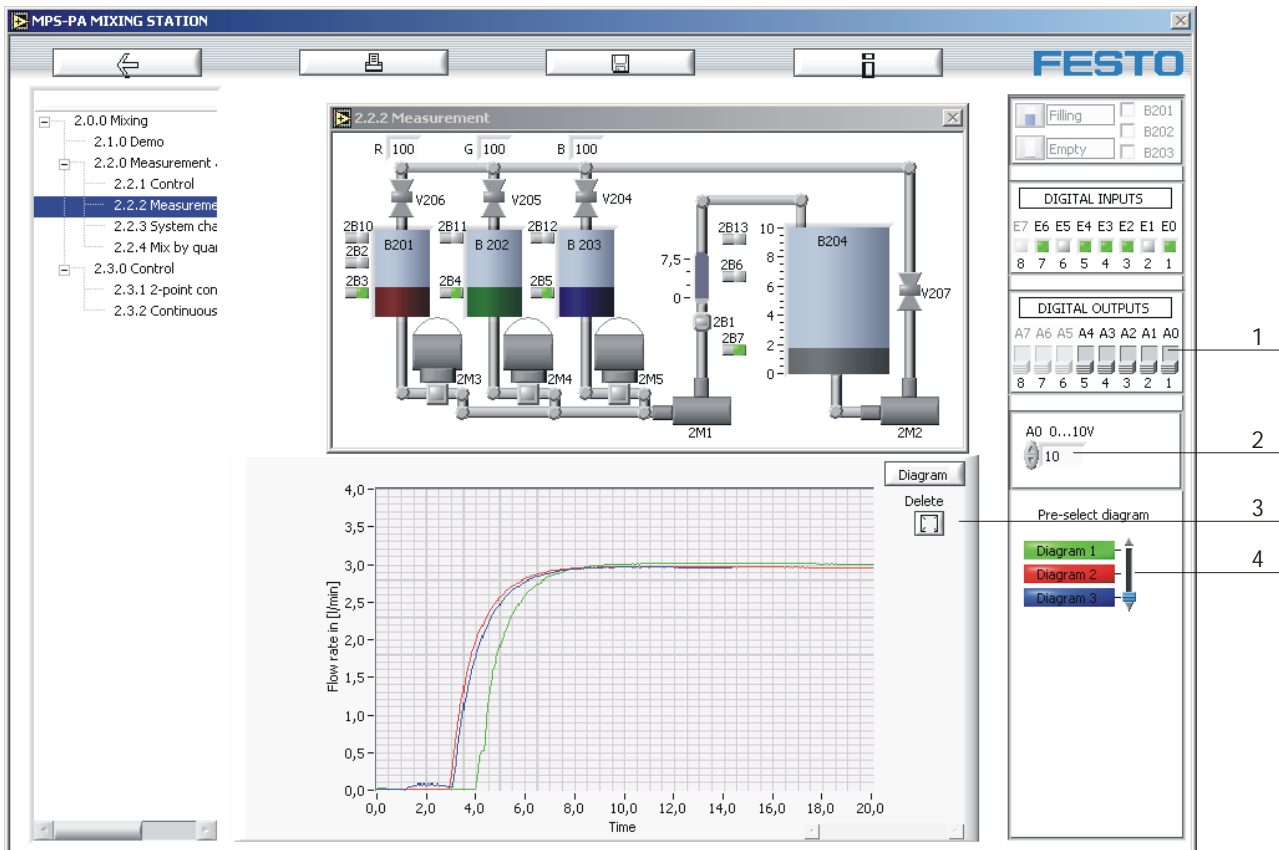 MPS-PA MIXING STATION
FESTO
2.0.0 Mixing
2.1.0 Demo
2.2.0 Measurement
2.2.1 Control
2.2.2 Measureme
2.2.3 System cha
2.2.4 Mix by quar
2.3.0 Control
2.3.1 2-point con
2.3.2 Continuous
2.2.2 Measurement
R 100 G 100 B 100
V206 V205 V204
2B10 2B11 2B12 2B13
B201 B 202 B 203 B204
2B2 2B6
2B3 2B4 2B5
7,5
0
10
8
6
4
2
0
V207
2B1
2B7
2M3 2M4 2M5
2M1 2M2
Filling B201
B202
Empty B203
DIGITAL INPUTS
E7 E6 E5 E4 E3 E2 E1 E0
8 7 6 5 4 3 2 1
DIGITAL OUTPUTS
A7 A6 A5 A4 A3 A2 A1 A0
8 7 6 5 4 3 2 1
1
A0 0...10V
10
2
Diagram
Delete
3
Pre-select diagram
Diagram 1
Diagram 2
Diagram 3
4
Flow rate in [l/min]
4,0
3,5
3,0
2,5
2,0
1,5
1,0
0,5
0,0
0,0 2,0 4,0 6,0 8,0 10,0 12,0 14,0 16,0 18,0 20,0
Time